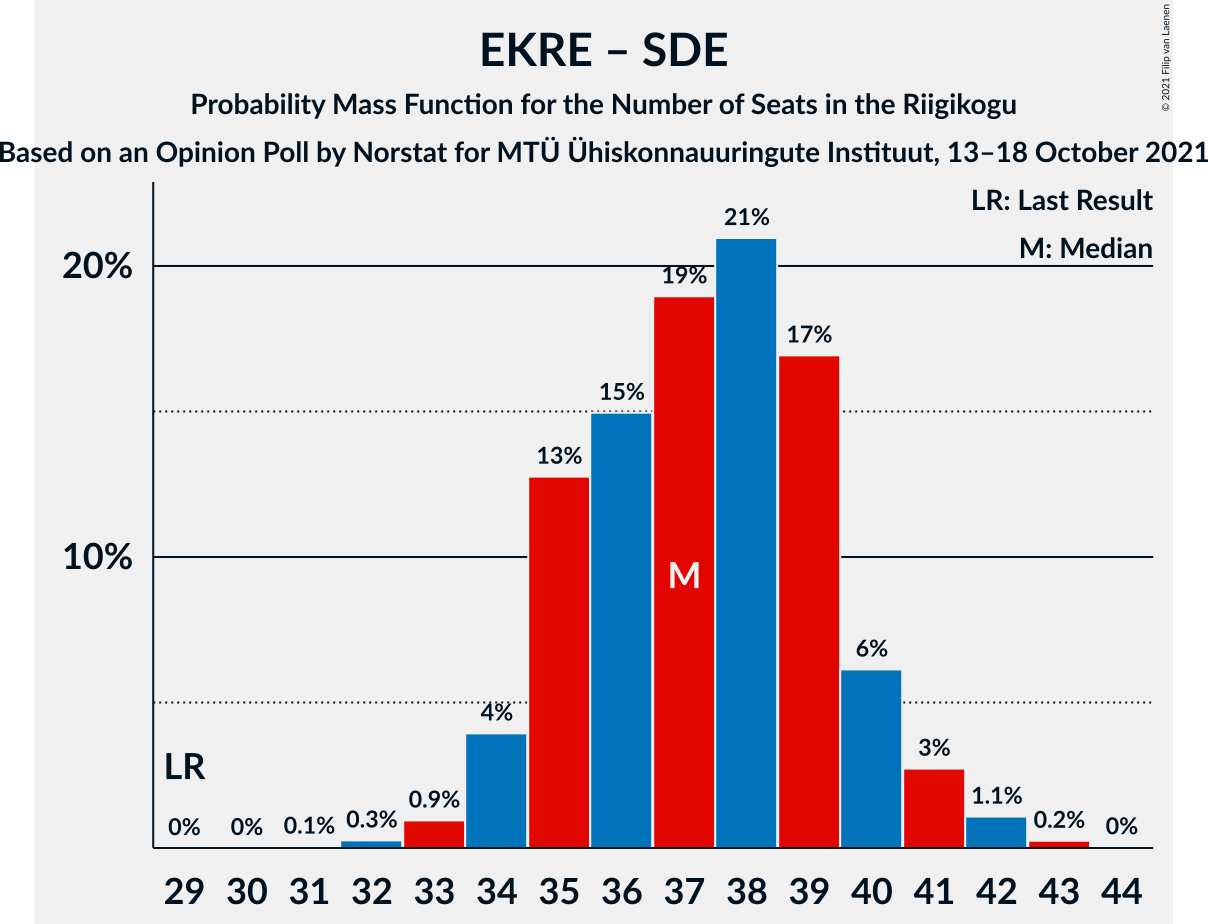 EKRE – SDE
Probability Mass Function for the Number of Seats in the Riigikogu
Based on an Opinion Poll by Norstat for MTÜ Ühiskonnauuringute Instituut, 13–18 October 2021
© 2021 Filip van Laenen
LR: Last Result
M: Median
20%
10%
LR
M
0%
0%
0.1%
0.3%
0.9%
4%
13%
15%
19%
21%
17%
6%
3%
1.1%
0.2%
0%
29 30 31 32 33 34 35 36 37 38 39 40 41 42 43 44